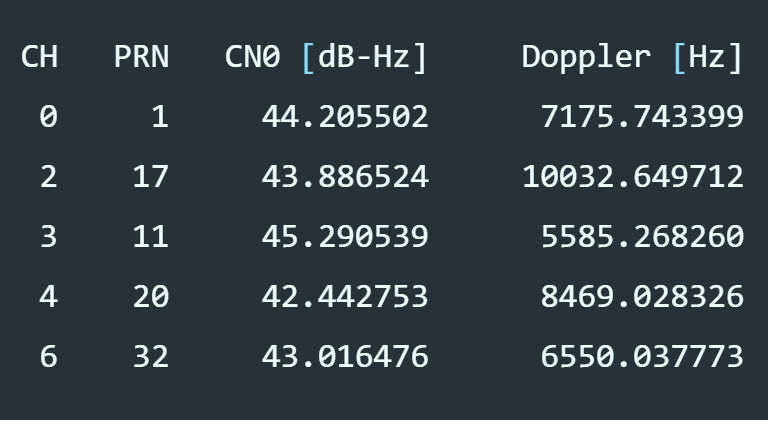 CH PRN CN0 [dB-Hz] Doppler [Hz]
0 1 44.205502 7175.743399
2 17 43.886524 10032.649712
3 11 45.290539 5585.268260
4 20 42.442753 8469.028326
6 32 43.016476 6550.037773